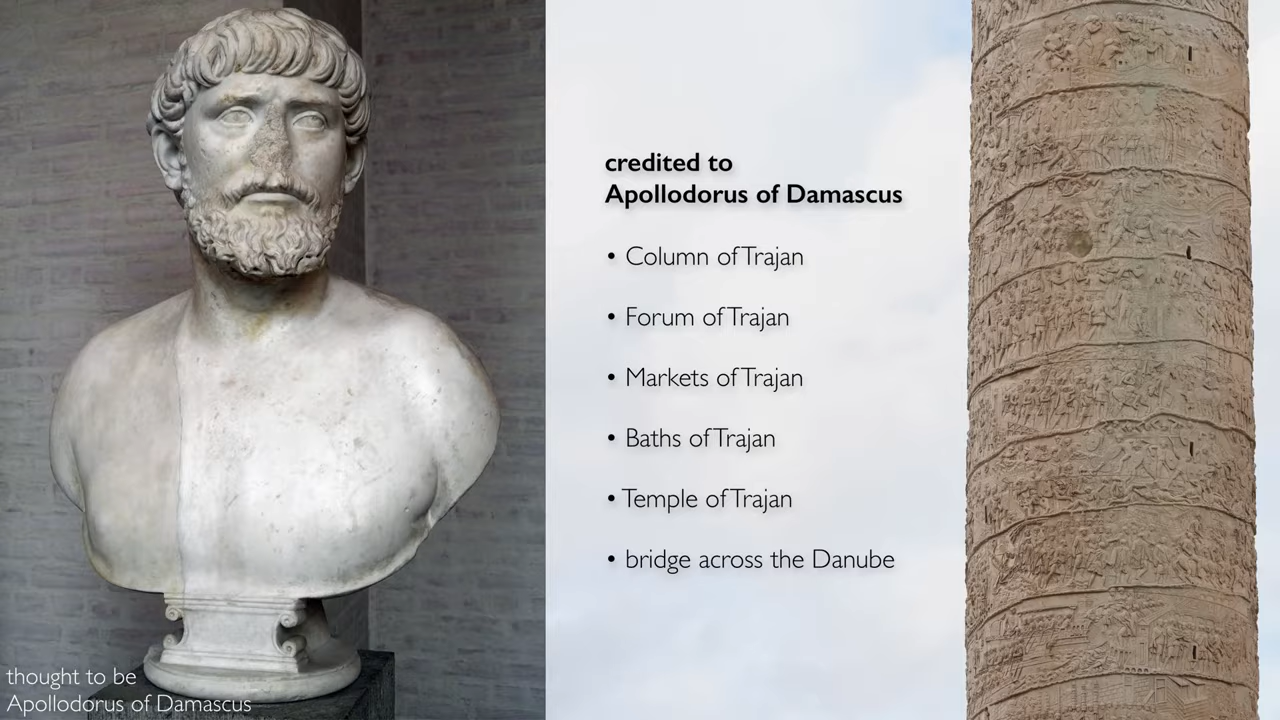 credited to
Apollodorus of Damascus
• Column of Trajan
• Forum of Trajan
• Markets of Trajan
• Baths of Trajan
• Temple of Trajan
• bridge across the Danube
thought to be
Apollodorus of Damascus